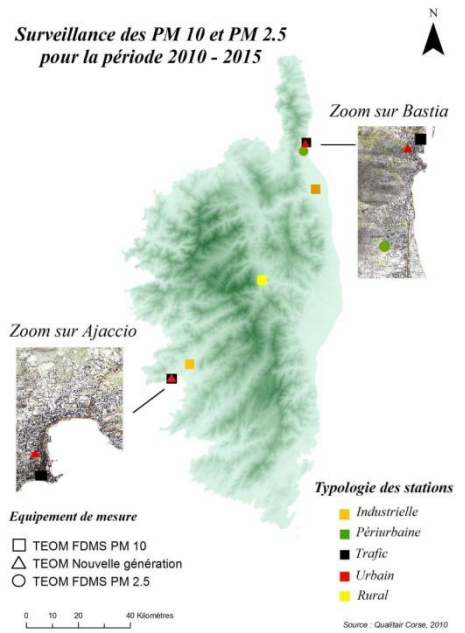 Surveillance des PM 10 et PM 2.5
pour la période 2010 - 2015
N
Zoom sur Bastia
Zoom sur Ajaccio
Equipement de mesure
TEOM FDMS PM 10
TEOM Nouvelle génération
TEOM FDMS PM 2.5
0 20 40 Kilomètres
Typologie des stations
Industrielle
Périurbaine
Trafic
Urbain
Rural
Source : Qualitair Corse, 2010